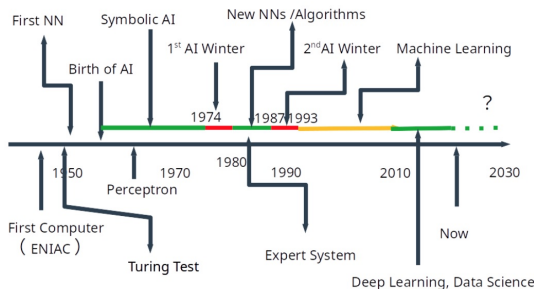 First NN
Symbolic AI
New NNs /Algorithms
Birth of AI
1st AI Winter
2nd AI Winter
Machine Learning
?
1974
1987
1993
1950
1970
1980
1990
2010
2030
Perceptron
First Computer
( ENIAC )
Turing Test
Expert System
Now
Deep Learning, Data Science